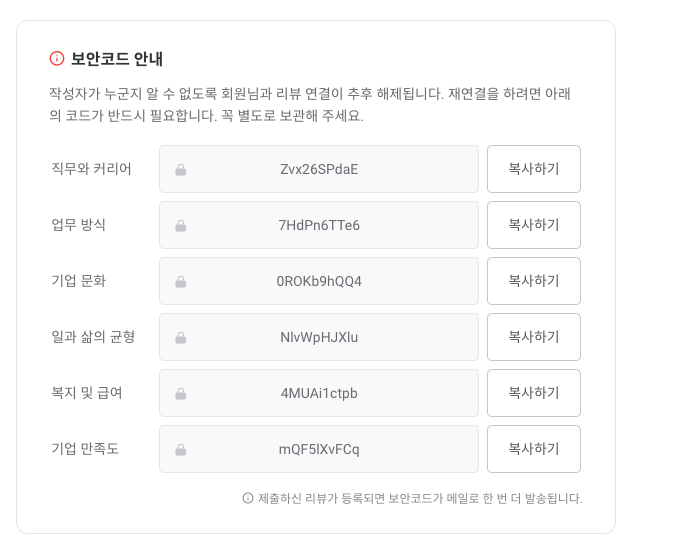 보안코드 안내
작성자가 누군지 알 수 없도록 회원님과 리뷰 연결이 추후 해제됩니다. 재연결을 하려면 아래
의 코드가 반드시 필요합니다. 꼭 별도로 보관해 주세요.
직무와 커리어 Zvx26SPdaE 복사하기
업무 방식 7HdPn6TTe6 복사하기
기업 문화 0ROKb9hQQ4 복사하기
일과 삶의 균형 NlvWpHJXlu 복사하기
복지 및 급여 4MUAi1ctpb 복사하기
기업 만족도 mQF5lXvFCq 복사하기
제출하신 리뷰가 등록되면 보안코드가 메일로 한 번 더 발송됩니다.